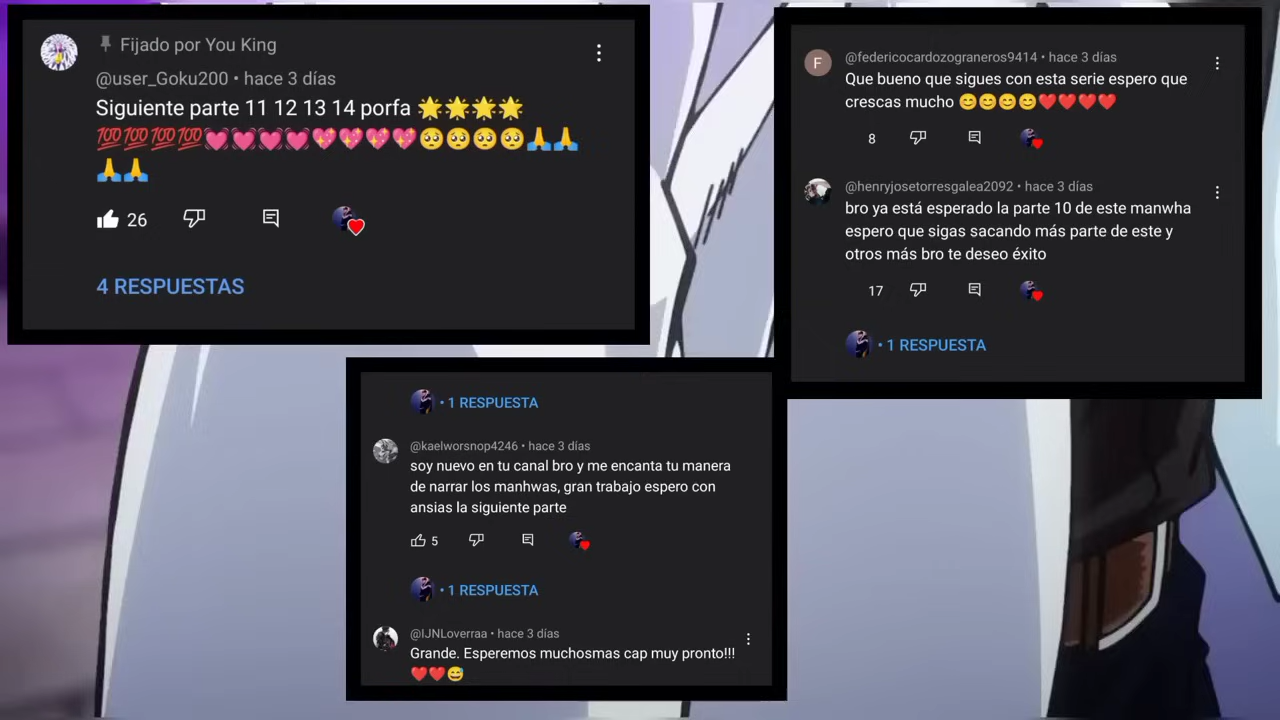 Fijado por You King
@user_Goku200 • hace 3 días
Siguiente parte 11 12 13 14 porfa 🌟🌟🌟🌟
💯💯💯💯💓💓💓💓💖💖💖💖🥺🥺🥺🥺🙏🙏
🙏🙏
26
4 RESPUESTAS
F
@federicocardozograneros9414 • hace 3 días
Que bueno que sigues con esta serie espero que
crescas mucho 😊😊😊😊❤️❤️❤️❤️
8
@henryjosetorresgalea2092 • hace 3 días
bro ya está esperado la parte 10 de este manwha
espero que sigas sacando más parte de este y
otros más bro te deseo éxito
17
• 1 RESPUESTA
• 1 RESPUESTA
@kaelworsnop4246 • hace 3 días
soy nuevo en tu canal bro y me encanta tu manera
de narrar los manhwas, gran trabajo espero con
ansias la siguiente parte
5
• 1 RESPUESTA
@IJNLoverraa • hace 3 días
Grande. Esperemos muchosmas cap muy pronto!!!
❤️❤️😅